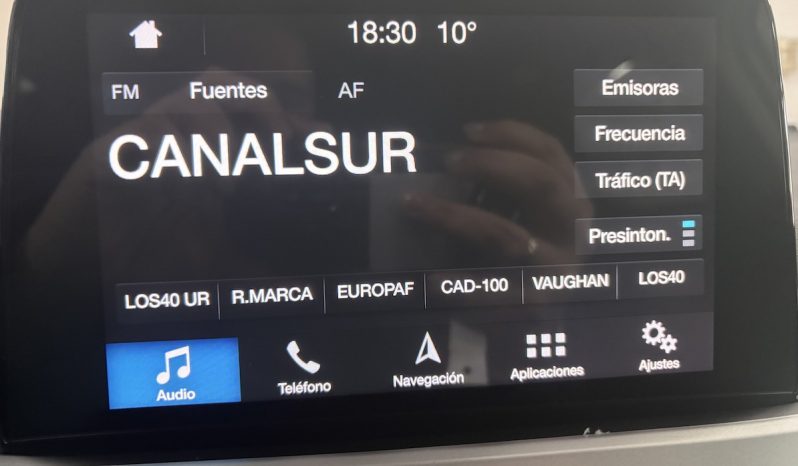 18:30 10°
FM Fuentes AF
Emisoras
CANALSUR
Frecuencia
Tráfico (TA)
Presinton.
LOS40 UR R.MARCA EUROPAF CAD-100 VAUGHAN LOS40
Audio Teléfono Navegación Aplicaciones Ajustes